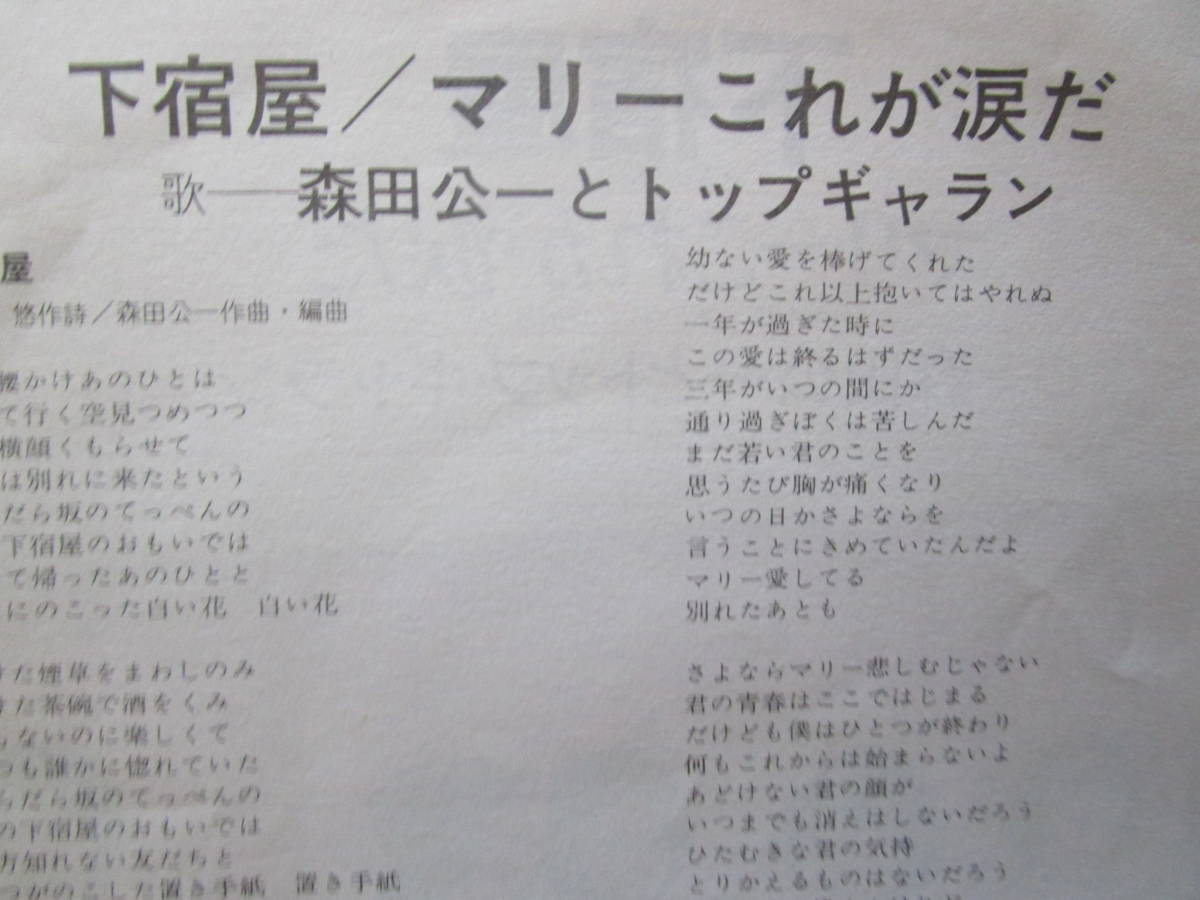 下宿屋／マリーこれが涙だ
歌──森田公一とトップギャラン
屋
悠作詩／森田公一作曲・編曲
腰かけあのひとは
て行く空見つめつつ
横顔くもらせて
は別れに来たという
だら坂のてっぺんの
下宿屋のおもいでは
て帰ったあのひとと
にのこった白い花　白い花
けた煙草をまわしのみ
けた茶碗で酒をくみ
もないのに楽しくて
つも誰かに惚れていた
らだら坂のてっぺんの
の下宿屋のおもいでは
方知れない友だちと
つがのこした置き手紙　置き手紙
幼ない愛を捧げてくれた
だけどこれ以上抱いてはやれぬ
一年が過ぎた時に
この愛は終るはずだった
三年がいつの間にか
通り過ぎぼくは苦しんだ
まだ若い君のことを
思うたび胸が痛くなり
いつの日かさよならを
言うことにきめていたんだよ
マリー愛してる
別れたあとも
さよならマリー悲しむじゃない
君の青春はここではじまる
だけども僕はひとつが終わり
何もこれからは始まらないよ
あどけない君の顔が
いつまでも消えはしないだろう
ひたむきな君の気持
とりかえるものはないだろう